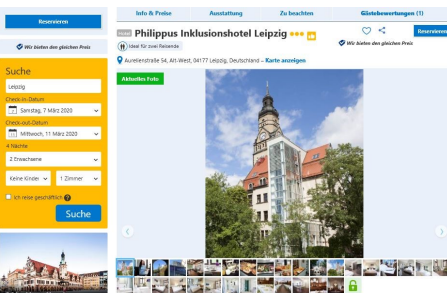 Reservieren
Wir bieten den gleichen Preis
Suche
Leipzig
Check-in-Datum
Samstag, 7 März 2020
Check-out-Datum
Mittwoch, 11 März 2020
4 Nächte
2 Erwachsene
Keine Kinder
1 Zimmer
Ich reise geschäftlich
Suche
Info & Preise
Ausstattung
Zu beachten
Gästebewertungen (1)
Hotel Philippus Inklusionshotel Leipzig
Reservieren
Ideal für zwei Reisende
Wir bieten den gleichen Preis
Aurelienstraße 54, Alt-West, 04177 Leipzig, Deutschland – Karte anzeigen
Aktuelles Foto